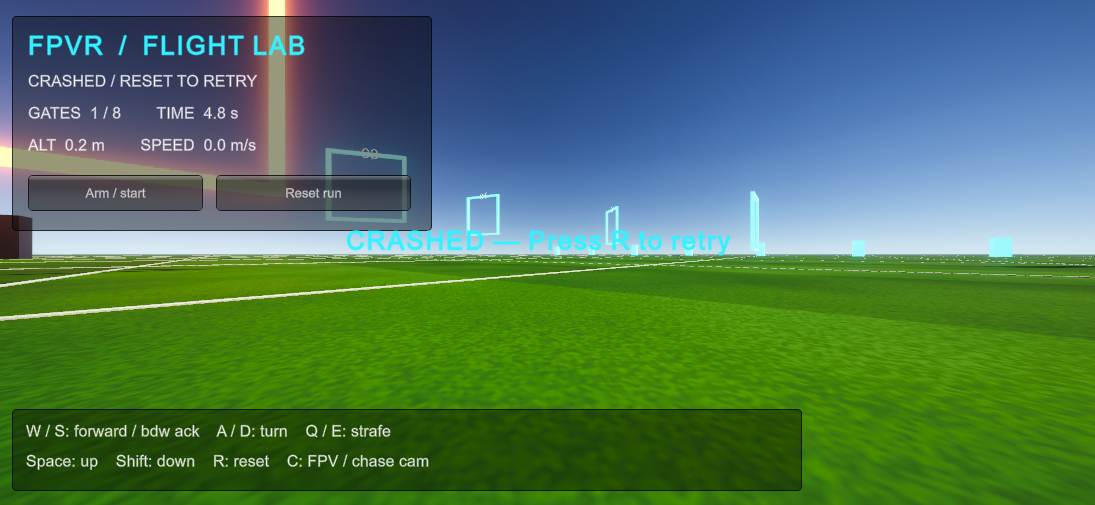 FPVR / FLIGHT LAB
CRASHED / RESET TO RETRY
GATES 1 / 8 TIME 4.8 s
ALT 0.2 m SPEED 0.0 m/s
Arm / start Reset run
CRASHED — Press R to retry
W / S: forward / bdw ack A / D: turn Q / E: strafe
Space: up Shift: down R: reset C: FPV / chase cam